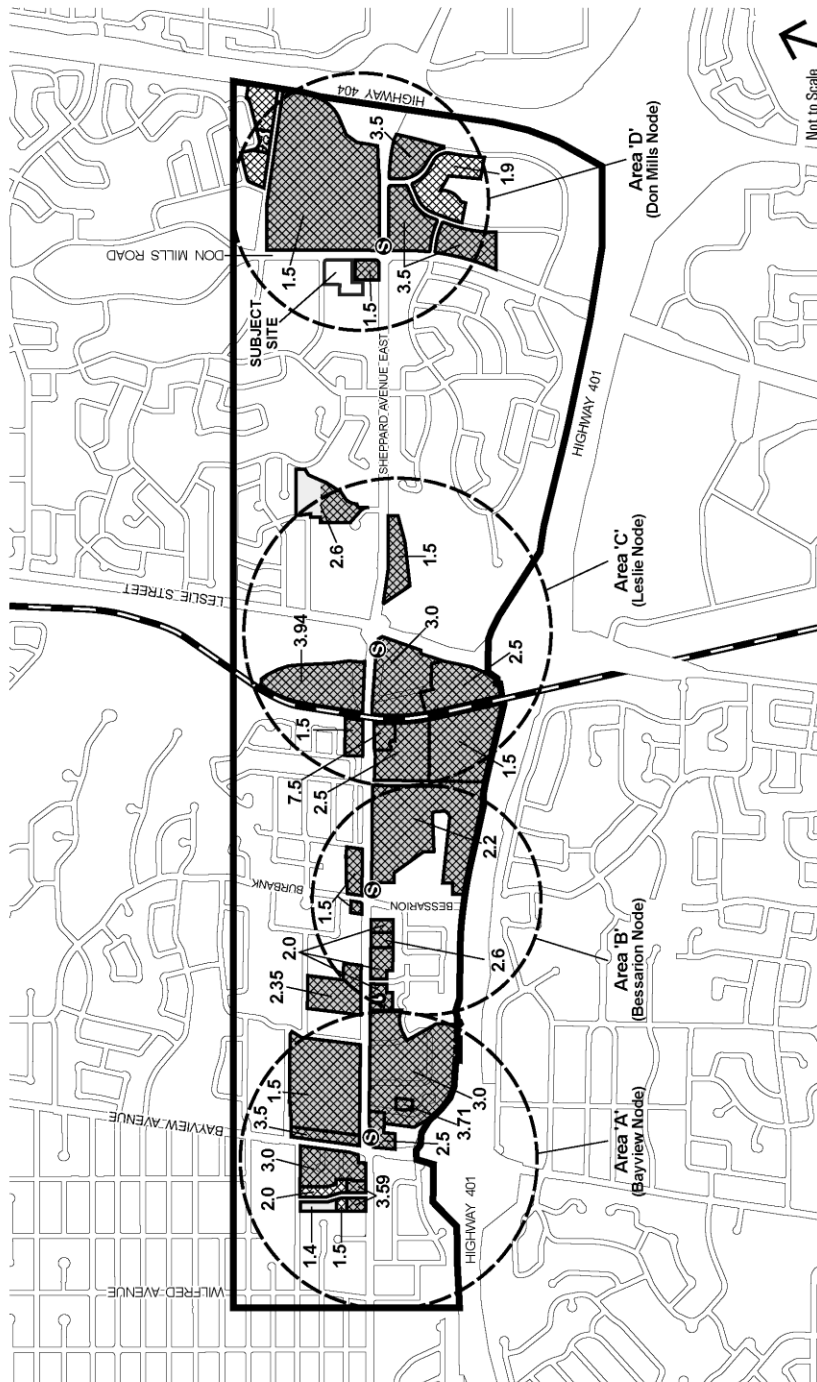 Not to Scale
WILFRED AVENUE
BAYVIEW AVENUE
BURBANK
LESLIE STREET
DON MILLS ROAD
HIGHWAY 404
1.4
2.0
3.0
3.5
1.5
1.5
3.59
2.35
2.0
1.5
7.5
2.5
1.5
3.94
2.6
SUBJECT
SITE
1.5
1.5
3.5
S
S
S
S
BESSARION
SHEPPARD AVENUE EAST
2.5
3.71
3.0
2.6
2.2
1.5
2.5
3.0
1.5
3.5
1.9
HIGHWAY 401
HIGHWAY 401
Area 'A'
(Bayview Node)
Area 'B'
(Bessarion Node)
Area 'C'
(Leslie Node)
Area 'D'
(Don Mills Node)